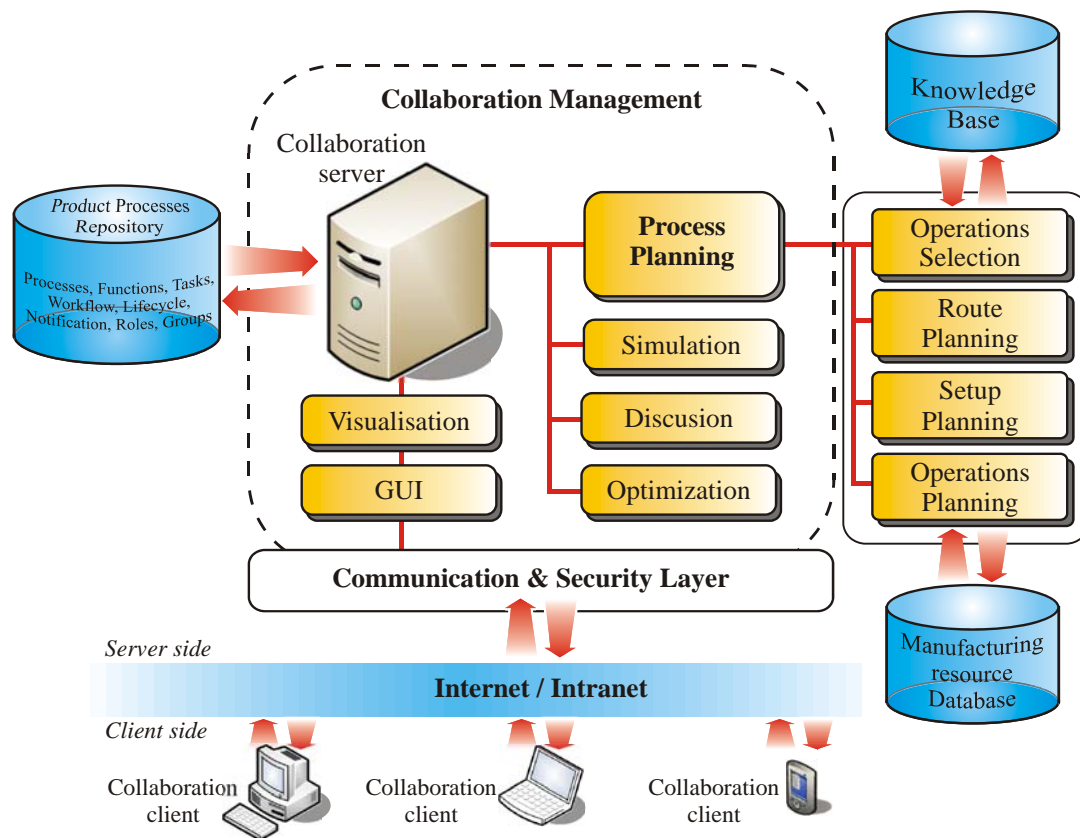 Collaboration Management
Collaboration
server
Product Processes
Repository
Processes, Functions, Tasks,
Workflow, Lifecycle,
Notification, Roles, Groups
Process
Planning
Simulation
Discusion
Optimization
Visualisation
GUI
Knowledge
Base
Operations
Selection
Route
Planning
Setup
Planning
Operations
Planning
Manufacturing
resource
Database
Communication & Security Layer
Server side
Internet / Intranet
Client side
Collaboration
client
Collaboration
client
Collaboration
client